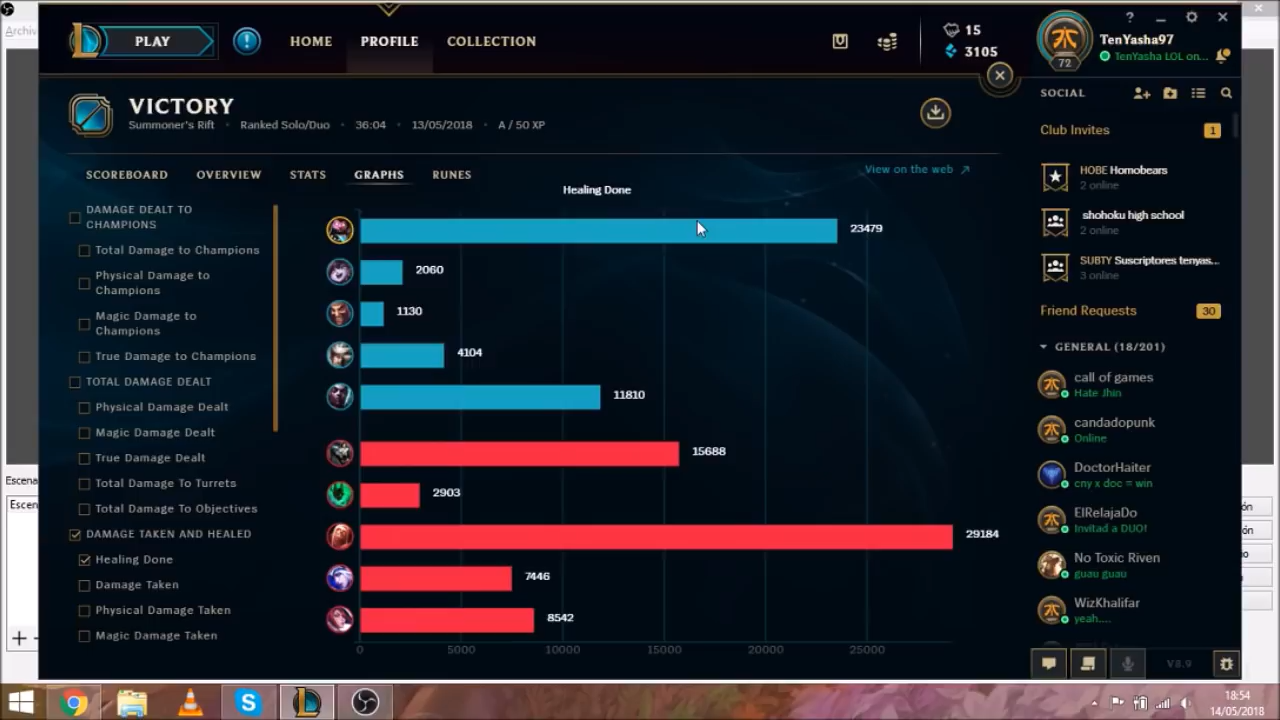 Archiv
PLAY
HOME
PROFILE
COLLECTION
15
3105
72
?
TenYasha97
TenYasha LOL on...
VICTORY
Summoner's Rift • Ranked Solo/Duo • 36:04 • 13/05/2018 • A / 50 XP
SCOREBOARD
OVERVIEW
STATS
GRAPHS
RUNES
View on the web
Healing Done
DAMAGE DEALT TO
CHAMPIONS
Total Damage to Champions
Physical Damage to
Champions
Magic Damage to
Champions
True Damage to Champions
TOTAL DAMAGE DEALT
Physical Damage Dealt
Magic Damage Dealt
True Damage Dealt
Total Damage To Turrets
Total Damage To Objectives
DAMAGE TAKEN AND HEALED
Healing Done
Damage Taken
Physical Damage Taken
Magic Damage Taken
23479
2060
1130
4104
11810
15688
2903
29184
7446
8542
0
5000
10000
15000
20000
25000
SOCIAL
Club Invites
1
HOBE Homobears
2 online
shohoku high school
2 online
SUBTY Suscriptores tenyas...
3 online
Friend Requests
30
GENERAL (18/201)
call of games
Hate Jhin
candadopunk
Online
DoctorHaiter
cny x doc = win
ElRelajaDo
Invitad a DUO!
No Toxic Riven
guau guau
WizKhalifar
yeah....
V8.9
Escena
Escen
ón
ón
io
18:54
14/05/2018